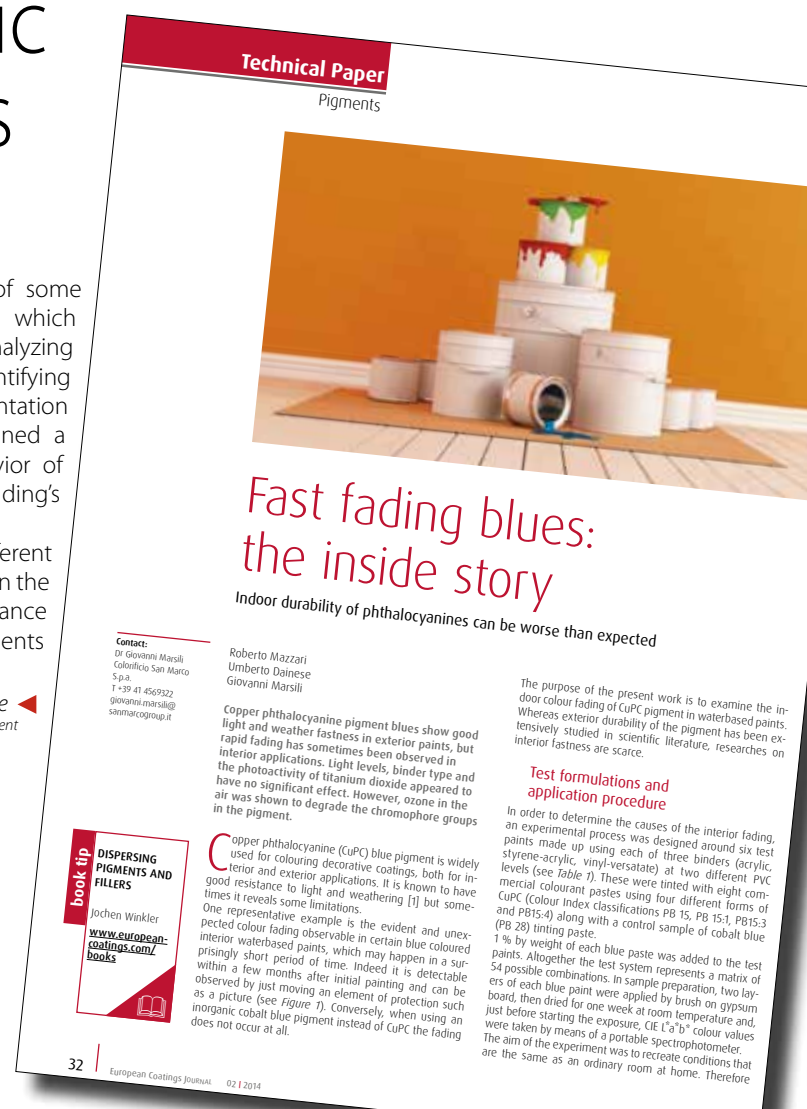 IC
S
of some
which
nalyzing
ntifying
ntation
ned a
vior of
ding's
erent
n the
ance
ents
e
ent
Technical Paper
Pigments
Fast fading blues:
the inside story
Indoor durability of phthalocyanines can be worse than expected
Contact:
Dr Giovanni Marsili
Colorificio San Marco
S.p.a.
T +39 41 4569322
giovanni.marsili@
sanmarcogroup.it
book tip
DISPERSING
PIGMENTS AND
FILLERS
Jochen Winkler
www.european-
coatings.com/
books
Roberto Mazzari
Umberto Dainese
Giovanni Marsili
Copper phthalocyanine pigment blues show good
light and weather fastness in exterior paints, but
rapid fading has sometimes been observed in
interior applications. Light levels, binder type and
the photoactivity of titanium dioxide appeared to
have no significant effect. However, ozone in the
air was shown to degrade the chromophore groups
in the pigment.
Copper phthalocyanine (CuPC) blue pigment is widely
used for colouring decorative coatings, both for in-
terior and exterior applications. It is known to have
good resistance to light and weathering [1] but some-
times it reveals some limitations.
One representative example is the evident and unex-
pected colour fading observable in certain blue coloured
interior waterbased paints, which may happen in a sur-
prisingly short period of time. Indeed it is detectable
within a few months after initial painting and can be
observed by just moving an element of protection such
as a picture (see Figure 1). Conversely, when using an
inorganic cobalt blue pigment instead of CuPC the fading
does not occur at all.
The purpose of the present work is to examine the in-
door colour fading of CuPC pigment in waterbased paints.
Whereas exterior durability of the pigment has been ex-
tensively studied in scientific literature, researches on
interior fastness are scarce.
Test formulations and
application procedure
In order to determine the causes of the interior fading,
an experimental process was designed around six test
paints made up using each of three binders (acrylic,
styrene-acrylic, vinyl-versatate) at two different PVC
levels (see Table 1). These were tinted with eight com-
mercial colourant pastes using four different forms of
CuPC (Colour Index classifications PB 15, PB 15:1, PB15:3
and PB15:4) along with a control sample of cobalt blue
(PB 28) tinting paste.
1 % by weight of each blue paste was added to the test
paints. Altogether the test system represents a matrix of
54 possible combinations. In sample preparation, two lay-
ers of each blue paint were applied by brush on gypsum
board, then dried for one week at room temperature and,
just before starting the exposure, CIE L*a*b* colour values
were taken by means of a portable spectrophotometer.
The aim of the experiment was to recreate conditions that
are the same as an ordinary room at home. Therefore
32
European Coatings Journal 02 | 2014